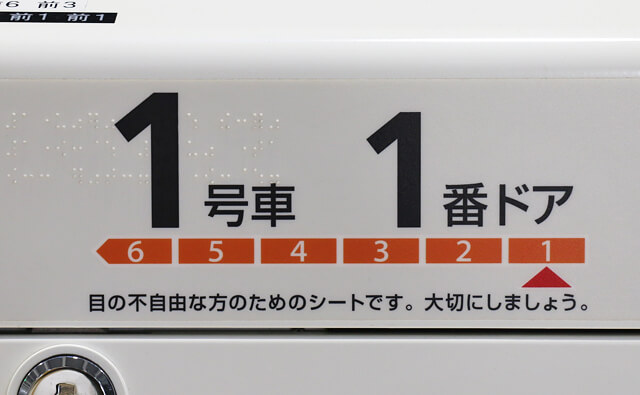 6 前3
前1 前1
1号車 1番ドア
6 5 4 3 2 1
目の不自由な方のためのシートです。大切にしましょう。